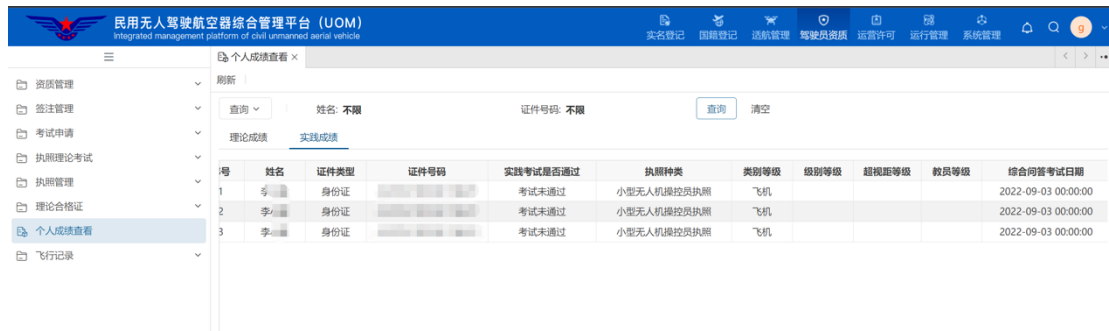 民用无人驾驶航空器综合管理平台（UOM）
Integrated management platform of civil unmanned aerial vehicle
实名登记 国籍登记 适航管理 驾驶员资质 运营许可 运行管理 系统管理
g
个人成绩查看 ×
刷新
资质管理
签注管理
考试申请
执照理论考试
执照管理
理论合格证
个人成绩查看
飞行记录
查询 姓名: 不限 证件号码: 不限 查询 清空
理论成绩 实践成绩
号 姓名 证件类型 证件号码 实践考试是否通过 执照种类 类别等级 级别等级 超视距等级 教员等级 综合问答考试日期
1 李 身份证 考试未通过 小型无人机操控员执照 飞机 2022-09-03 00:00:00
2 李 身份证 考试未通过 小型无人机操控员执照 飞机 2022-09-03 00:00:00
3 李 身份证 考试未通过 小型无人机操控员执照 飞机 2022-09-03 00:00:00